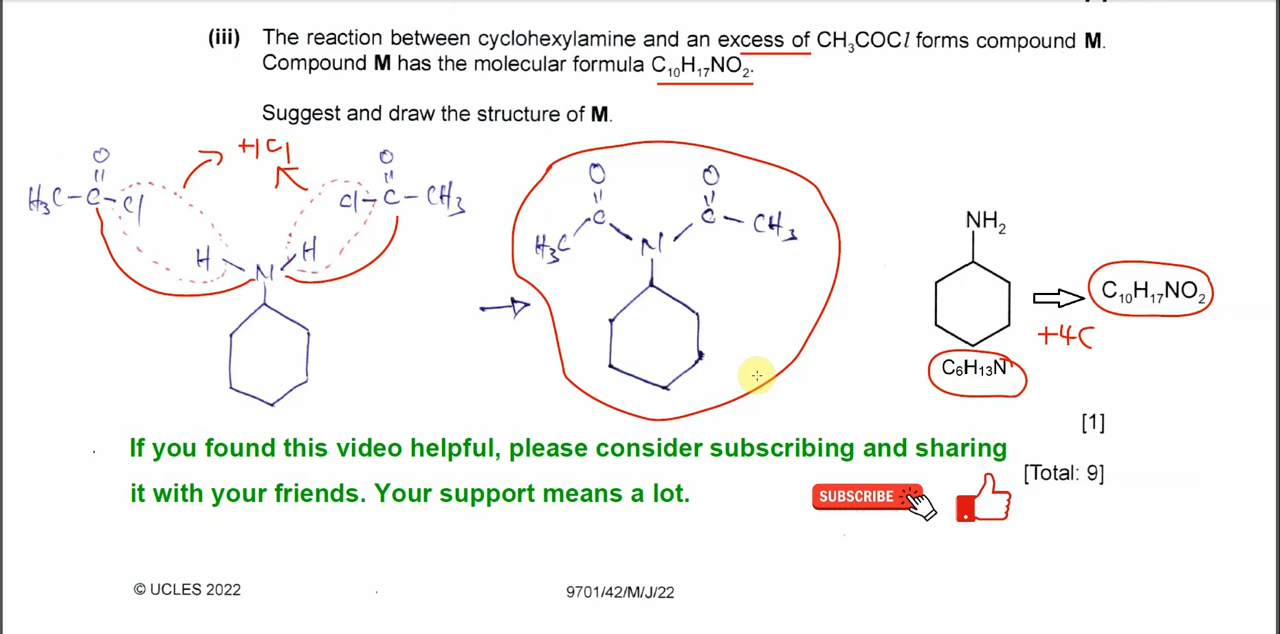 (iii) The reaction between cyclohexylamine and an excess of CH₃COCl forms compound M.
Compound M has the molecular formula C₁₀H₁₇NO₂.
Suggest and draw the structure of M.
HCl
O
H₃C-C-Cl
O
Cl-C-CH₃
H
H
N
O
O
H₃C
C
C-CH₃
N
NH₂
C₁₀H₁₇NO₂
+4C
C₆H₁₃N
[1]
If you found this video helpful, please consider subscribing and sharing
it with your friends. Your support means a lot.
[Total: 9]
SUBSCRIBE
© UCLES 2022
9701/42/M/J/22